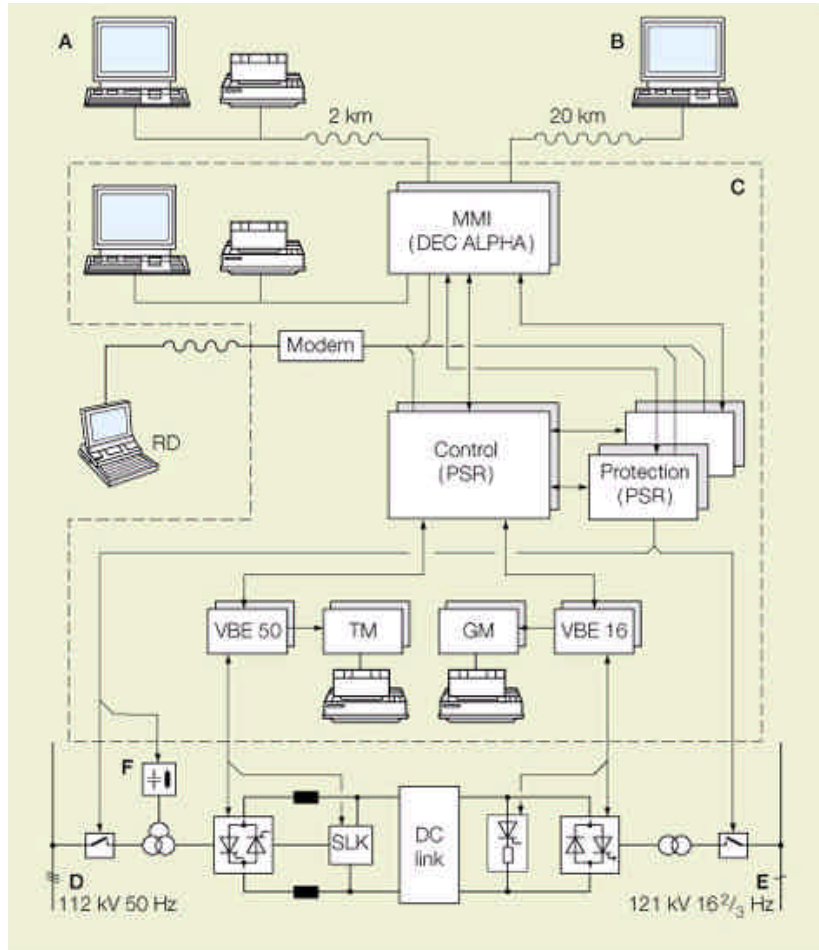 A
B
2 km
20 km
C
MMI
(DEC ALPHA)
Modem
RD
Control
(PSR)
Protection
(PSR)
VBE 50
TM
GM
VBE 16
F
SLK
DC
link
D
E
112 kV 50 Hz
121 kV 16 2/3 Hz